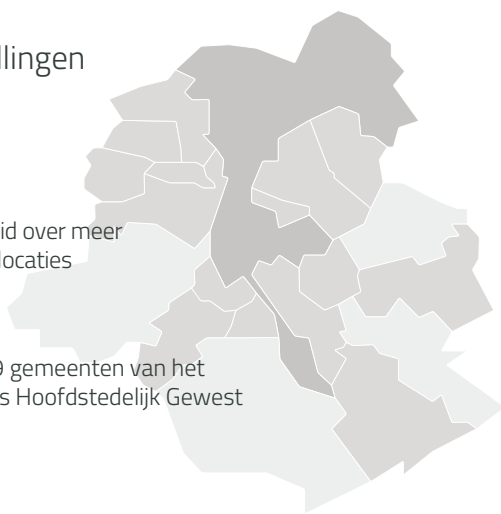 llingen
id over meer
locaties
9 gemeenten van het
s Hoofdstedelijk Gewest